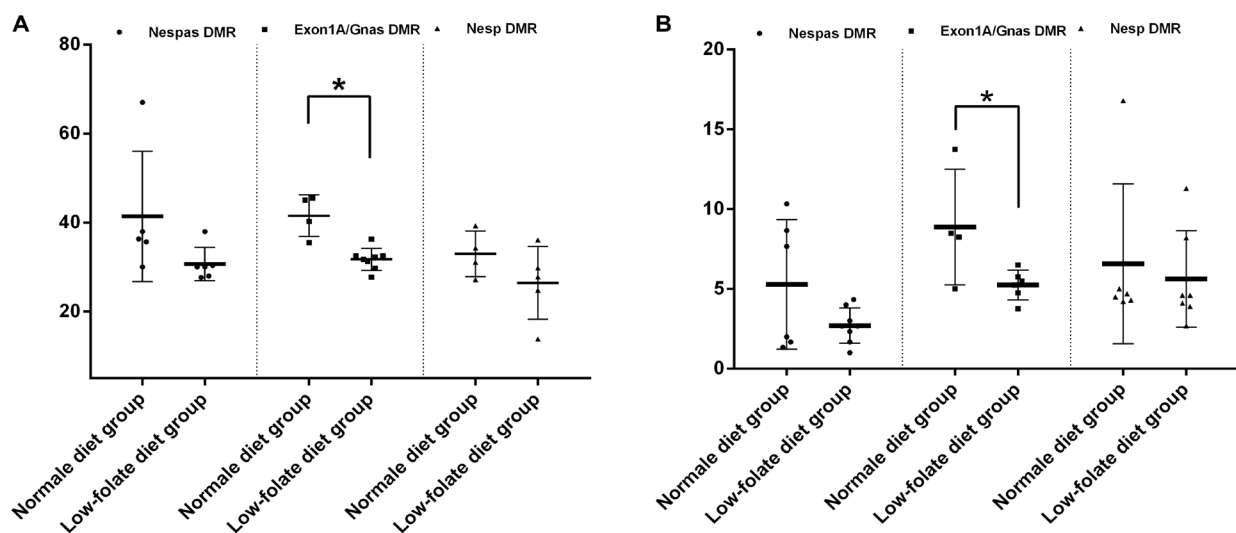 A
Nespas DMR
Exon1A/Gnas DMR
Nesp DMR
80
60
40
20
*
Normale diet group
Low-folate diet group
Normale diet group
Low-folate diet group
Normale diet group
Low-fotate diet group
B
Nespas DMR
Exon1A/Gnas DMR
Nesp DMR
20
15
10
5
0
*
Normale diet group
Low-folate diet group
Normale diet group
Low-folate diet group
Normale diet group
Low-fotate diet group